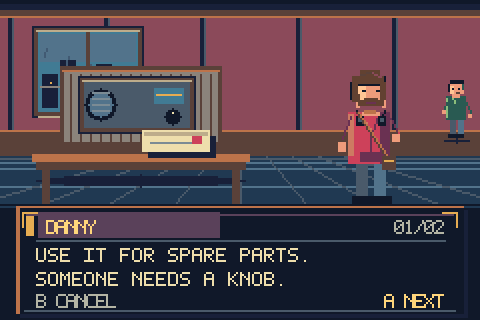 DANNY
01/02
USE IT FOR SPARE PARTS.
SOMEONE NEEDS A KNOB.
B CANCEL
A NEXT